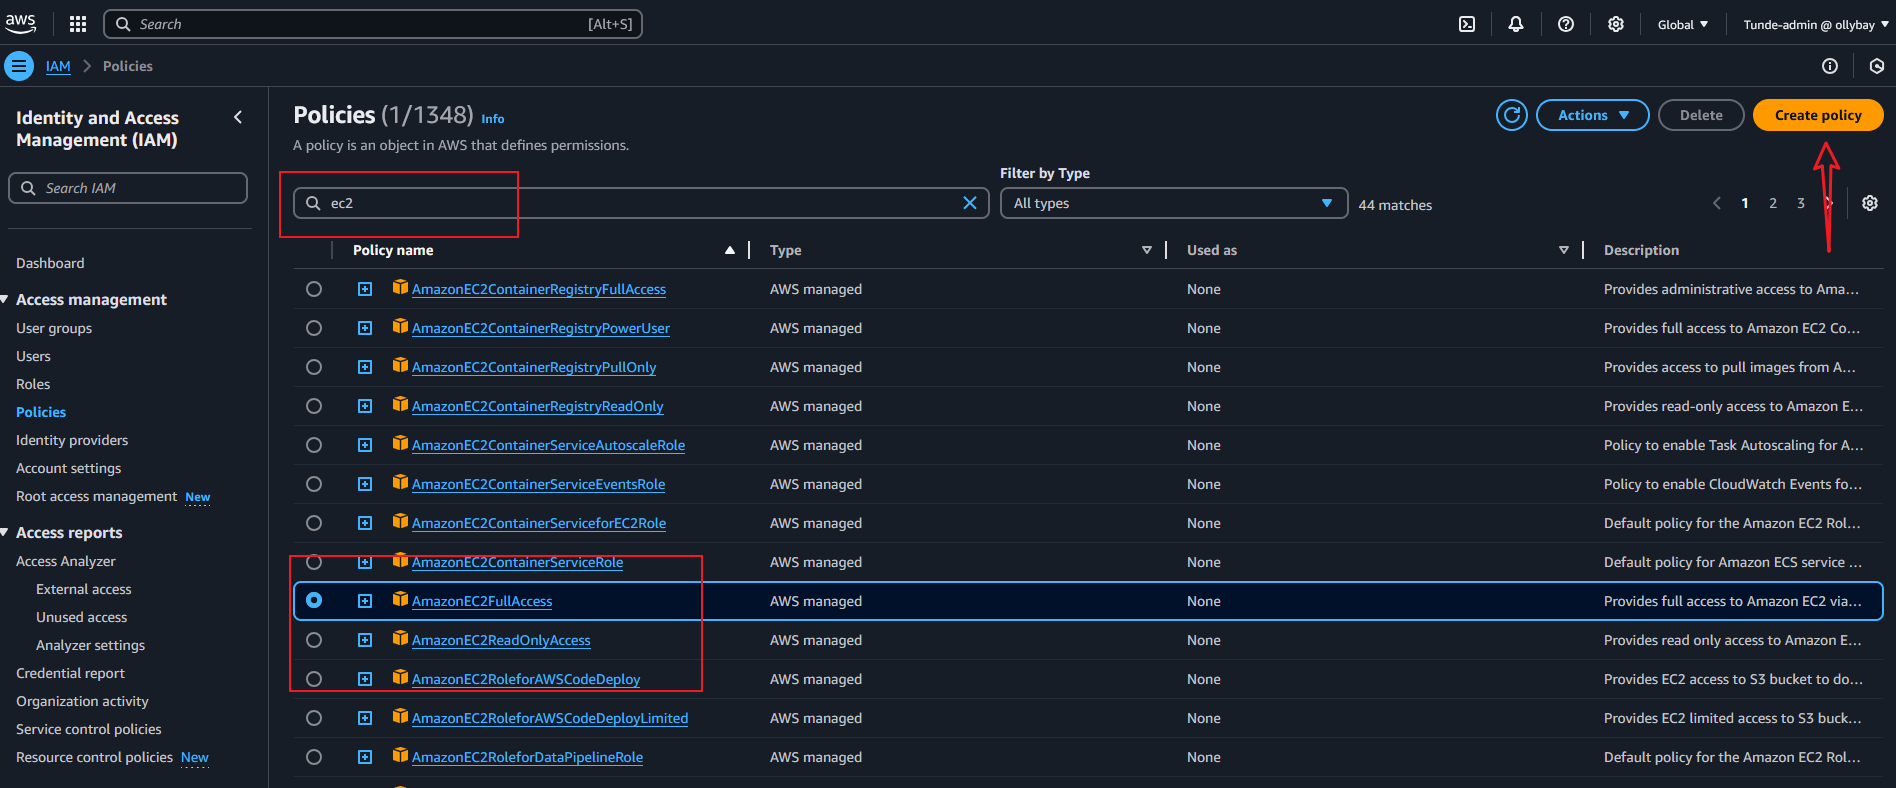 aws
Search [Alt+S]
Global
Tunde-admin @ ollybay
IAM > Policies
Identity and Access
Management (IAM)
Search IAM
Dashboard
Access management
User groups
Users
Roles
Policies
Identity providers
Account settings
Root access management New
Access reports
Access Analyzer
External access
Unused access
Analyzer settings
Credential report
Organization activity
Service control policies
Resource control policies New
Policies (1/1348) Info
A policy is an object in AWS that defines permissions.
Actions
Delete
Create policy
Filter by Type
ec2
All types
44 matches
1 2 3
Policy name Type Used as Description
AmazonEC2ContainerRegistryFullAccess AWS managed None Provides administrative access to Ama...
AmazonEC2ContainerRegistryPowerUser AWS managed None Provides full access to Amazon EC2 Co...
AmazonEC2ContainerRegistryPullOnly AWS managed None Provides access to pull images from A...
AmazonEC2ContainerRegistryReadOnly AWS managed None Provides read-only access to Amazon E...
AmazonEC2ContainerServiceAutoscaleRole AWS managed None Policy to enable Task Autoscaling for A...
AmazonEC2ContainerServiceEventsRole AWS managed None Policy to enable CloudWatch Events fo...
AmazonEC2ContainerServiceforEC2Role AWS managed None Default policy for the Amazon EC2 Rol...
AmazonEC2ContainerServiceRole AWS managed None Default policy for Amazon ECS service ...
AmazonEC2FullAccess AWS managed None Provides full access to Amazon EC2 via...
AmazonEC2ReadOnlyAccess AWS managed None Provides read only access to Amazon E...
AmazonEC2RoleforAWSCodeDeploy AWS managed None Provides EC2 access to S3 bucket to do...
AmazonEC2RoleforAWSCodeDeployLimited AWS managed None Provides EC2 limited access to S3 buck...
AmazonEC2RoleforDataPipelineRole AWS managed None Default policy for the Amazon EC2 Rol...